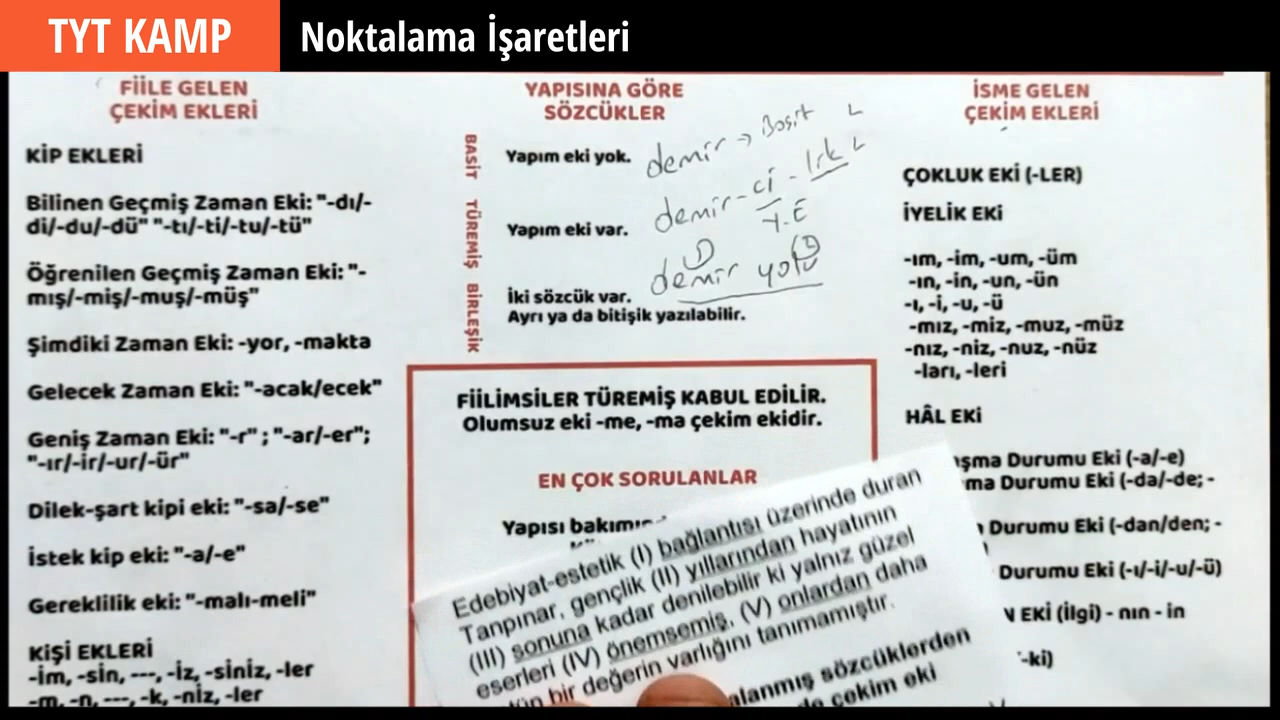 TYT KAMP
Noktalama İşaretleri
FİİLE GELEN
ÇEKİM EKLERİ
KİP EKLERİ
Bilinen Geçmiş Zaman Eki: "-dı/-
di/-du/-dü" "-tı/-ti/-tu/-tü"
Öğrenilen Geçmiş Zaman Eki: "-
mış/-miş/-muş/-müş"
Şimdiki Zaman Eki: -yor, -makta
Gelecek Zaman Eki: "-acak/ecek"
Geniş Zaman Eki: "-r" ; "-ar/-er";
"-ır/-ir/-ur/-ür"
Dilek-şart kipi eki: "-sa/-se"
İstek kip eki: "-a/-e"
Gereklilik eki: "-malı-meli"
KİŞİ EKLERİ
-im, -sin, ---, -iz, -siniz, -ler
-m, -n, ---, -k, -niz, -ler
YAPISINA GÖRE
SÖZCÜKLER
BASİT TÜREMİŞ BİRLEŞİK
Yapım eki yok.
demir → Basit
Yapım eki var.
demir-ci-lik
Y.E
İki sözcük var.
Ayrı ya da bitişik yazılabilir.
1 2
demir yolu
FİİLİMSİLER TÜREMİŞ KABUL EDİLİR.
Olumsuz eki -me, -ma çekim ekidir.
EN ÇOK SORULANLAR
Yapısı
Edebiyat-estetik (I) bağlantısı üzerinde duran
Tanpınar, gençlik (II) yıllarından hayatının
(III) sonuna kadar denilebilir ki yalnız güzel
eserleri (IV) önemsemiş, (V) onlardan daha
bir değerin varlığını tanımamıştır.
sözcüklerden
çekim eki
İSME GELEN
ÇEKİM EKLERİ
ÇOKLUK EKİ (-LER)
İYELİK EKİ
-ım, -im, -um, -üm
-ın, -in, -un, -ün
-ı, -i, -u, -ü
-mız, -miz, -muz, -müz
-nız, -niz, -nuz, -nüz
-ları, -leri
HÂL EKİ
Durumu Eki (-a/-e)
Durumu Eki (-da/-de; -
Durumu Eki (-dan/den; -
Durumu Eki (-ı/-i/-u/-ü)
EKİ (İlgi) - nın - in
-ki)